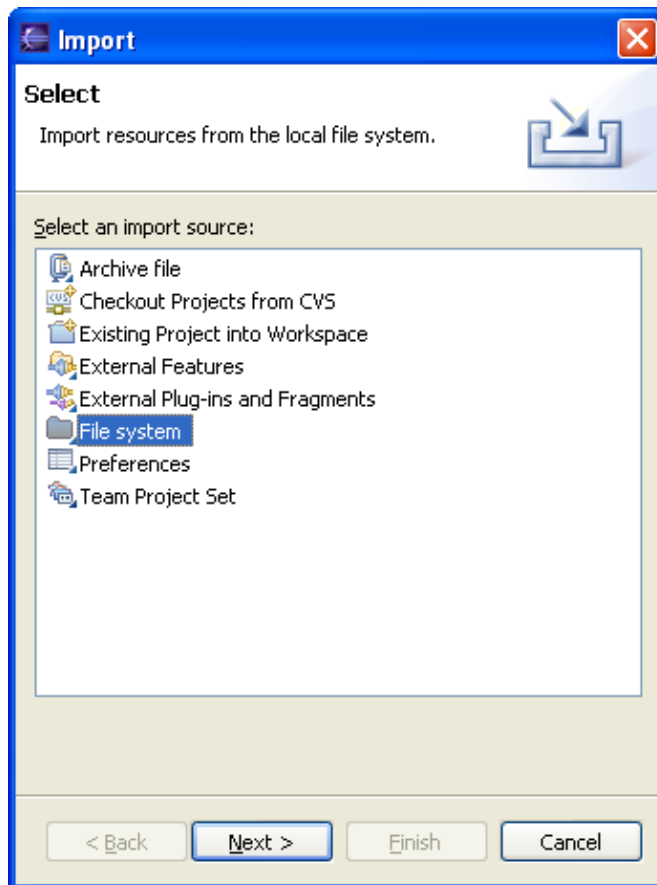 Import
Select
Import resources from the local file system.
Select an import source:
Archive file
CVS Checkout Projects from CVS
Existing Project into Workspace
External Features
External Plug-ins and Fragments
File system
Preferences
Team Project Set
< Back Next > Finish Cancel